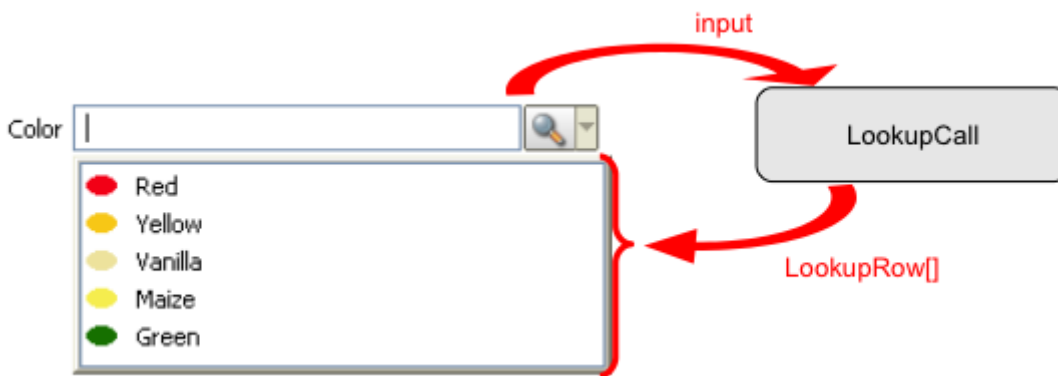 input
Color
LookupCall
Red
Yellow
Vanilla
Maize
Green
LookupRow[]